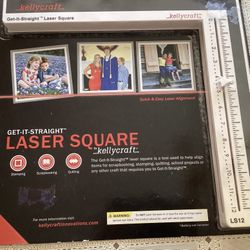 kellycraft
Get-It-Straight™ Laser Square
kellycraft
Quick & Easy Laser Alignment
GET-IT-STRAIGHT™
LASER SQUARE
by kellycraft
The Get-It-Straight™ laser square is a tool used to help align
items for scrapbooking, stamping, quilting, school projects or
any other craft that requires you to Get-It-Straight.™
Stamping
Scrapbooking
Quilting
For more information visit
kellycraftinnovations.com
WARNING:
LS12